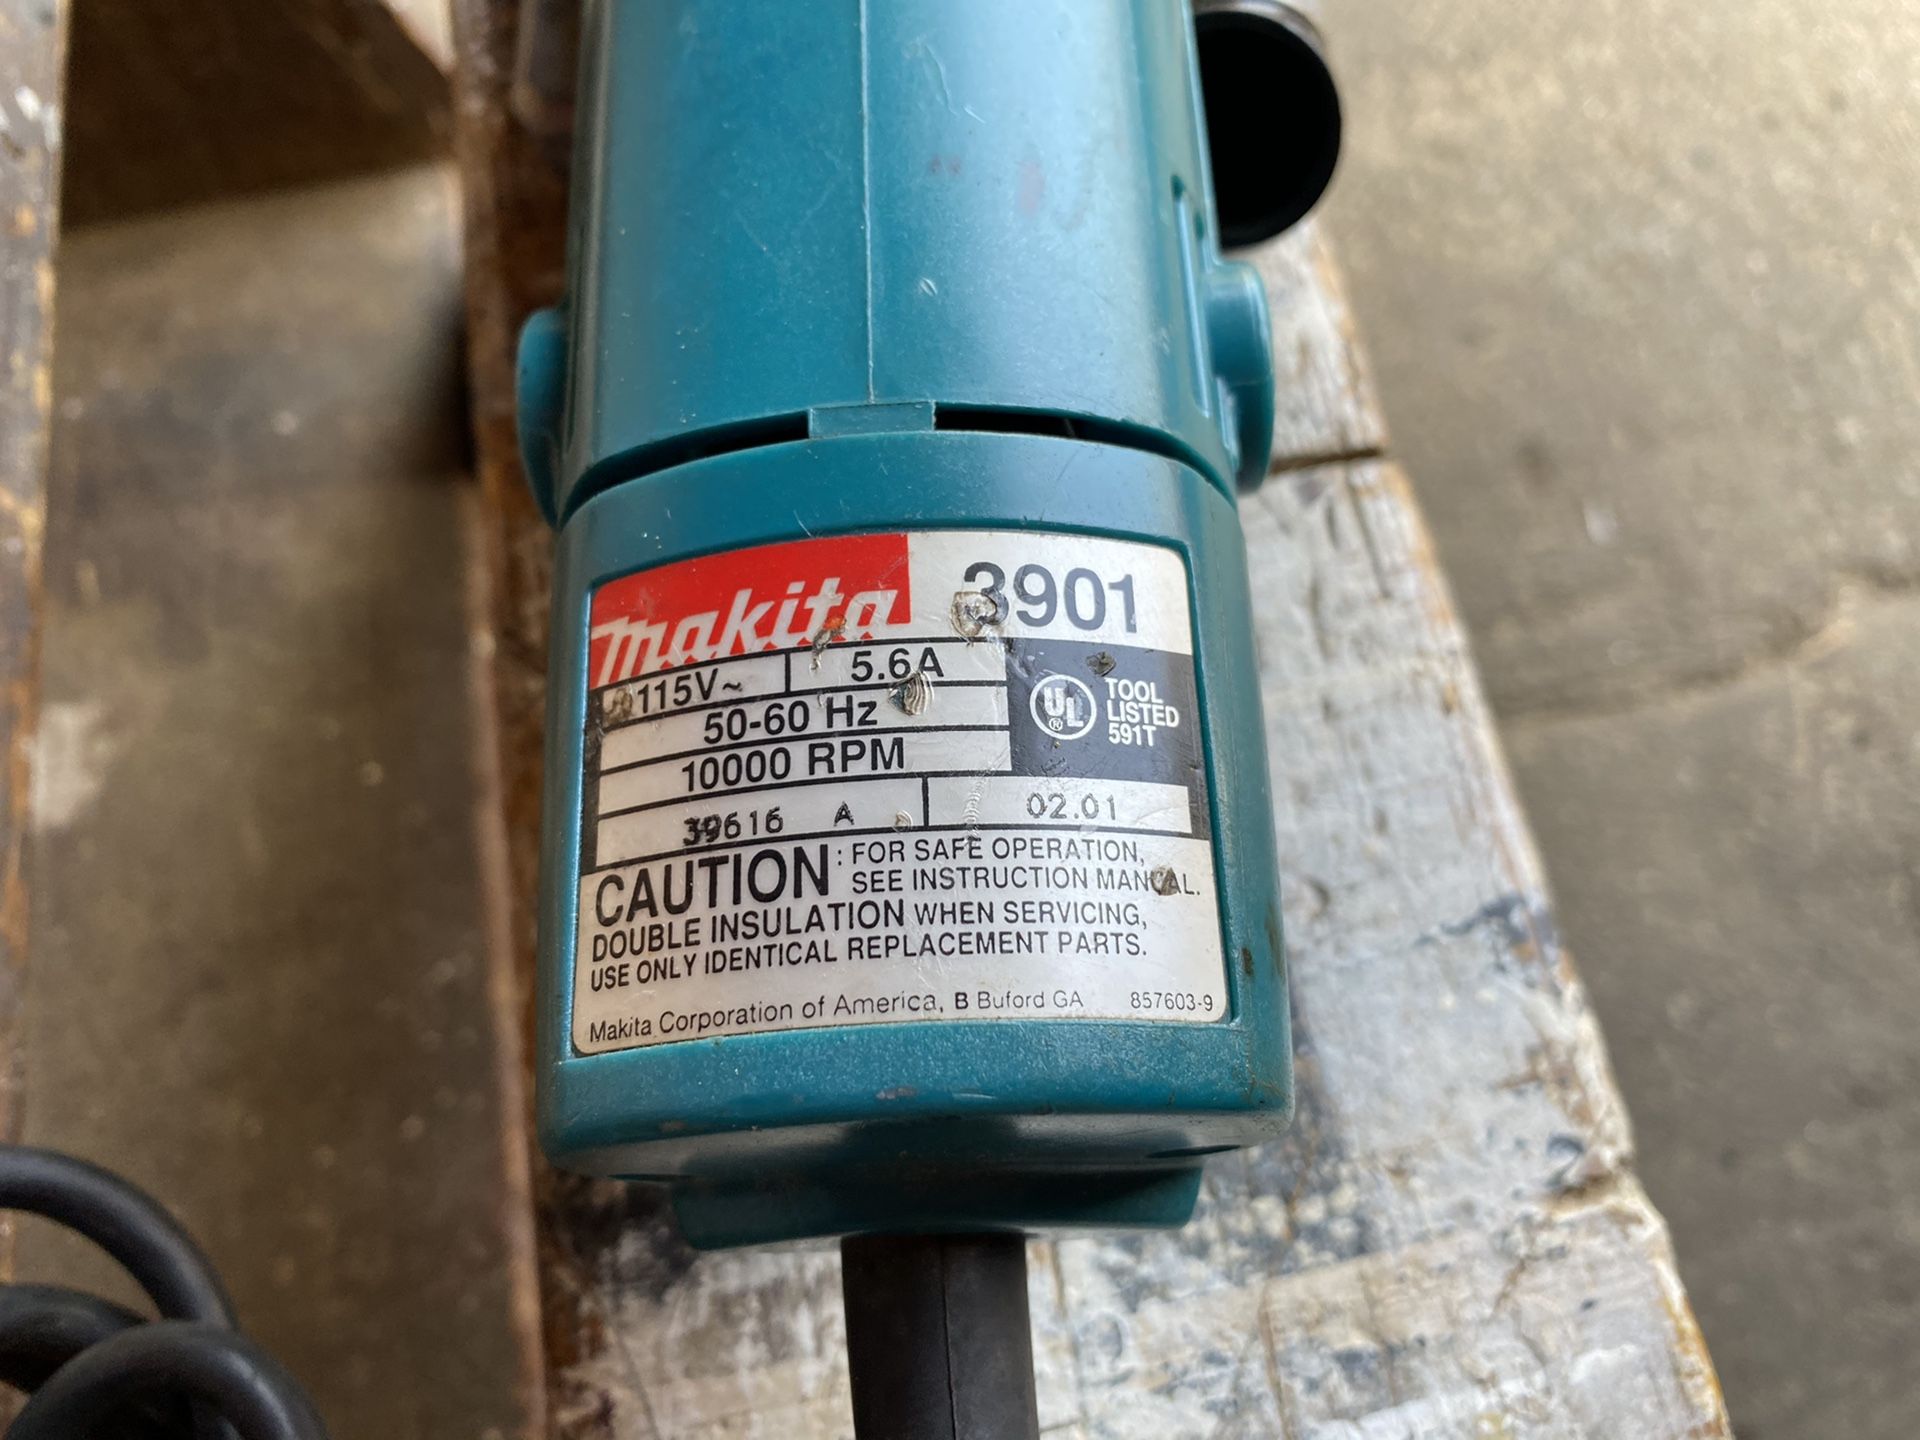 makita 3901
115V~ 5.6A
50-60 Hz
10000 RPM
UL ® TOOL LISTED 591T
39616 A 02.01
CAUTION: FOR SAFE OPERATION,
SEE INSTRUCTION MANUAL.
DOUBLE INSULATION WHEN SERVICING,
USE ONLY IDENTICAL REPLACEMENT PARTS.
Makita Corporation of America, B Buford GA 857603-9